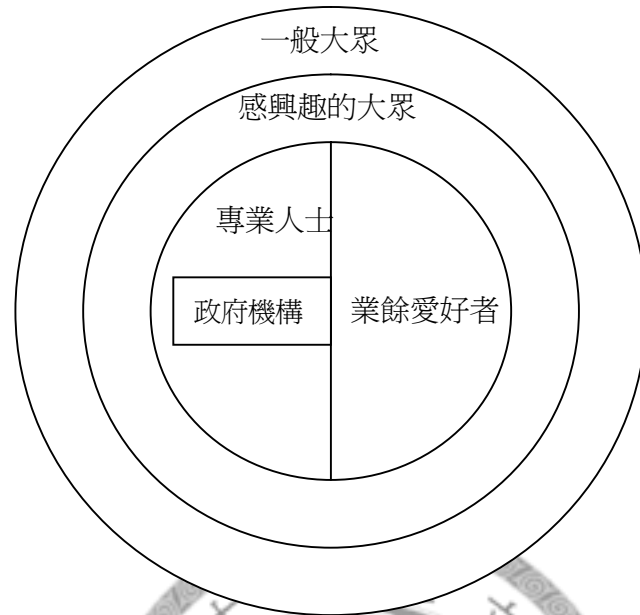 一般大眾
感興趣的大眾
專業人士
政府機構
業餘愛好者